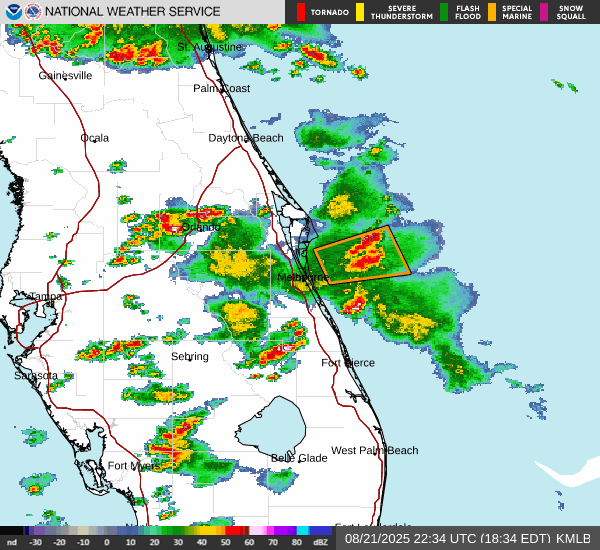 NATIONAL WEATHER SERVICE
TORNADO
SEVERE THUNDERSTORM
FLASH FLOOD
SPECIAL MARINE
SNOW SQUALL
St. Augustine
Gainesville
Palm Coast
Ocala
Daytona Beach
Orlando
Melbourne
Tampa
Sebring
Fort Pierce
Sarasota
West Palm Beach
Belle Glade
Fort Myers
nd -30 -20 -10 0 10 20 30 40 50 60 70 80 dBZ
08/21/2025 22:34 UTC (18:34 EDT) KMLB